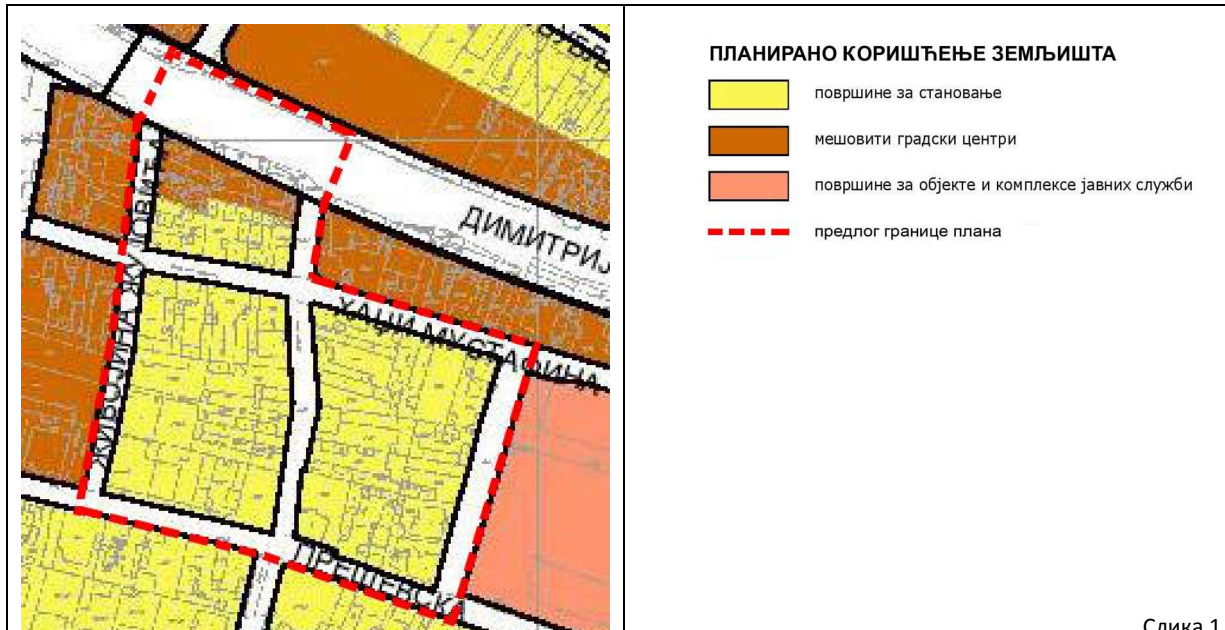 ДИМИТРИЈ
ХАЏИ МУСТАФИНА
ЖИВОЈИНА ЖУЈОВИЋА
ПРЕШЕВСКА
ПЛАНИРАНО КОРИШЋЕЊЕ ЗЕМЉИШТА
површине за становање
мешовити градски центри
површине за објекте и комплексе јавних служби
предлог границе плана
Слика 1